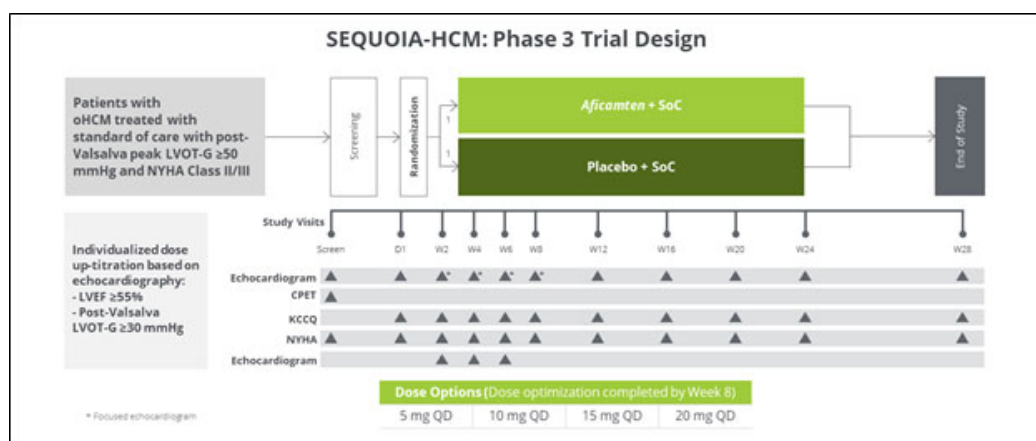 SEQUOIA-HCM: Phase 3 Trial Design
Patients with
oHCM treated with
standard of care with post-
Valsalva peak LVOT-G ≥50
mmHg and NYHA Class II/III
Screening
Randomization
1
1
Aficamten + SoC
Placebo + SoC
End of Study
Individualized dose
up-titration based on
echocardiography:
- LVEF ≥55%
- Post-Valsalva
LVOT-G ≥30 mmHg
Study Visits
Screen D1 W2 W4 W6 W8 W12 W16 W20 W24 W28
Echocardiogram * * * *
CPET
KCCQ
NYHA
Echocardiogram
Dose Options (Dose optimization completed by Week 8)
5 mg QD 10 mg QD 15 mg QD 20 mg QD
* Focused echocardiogram